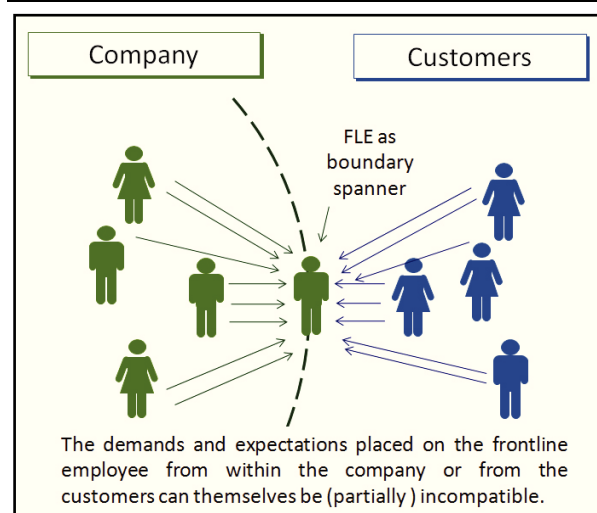 Company
Customers
FLE as
boundary
spanner
The demands and expectations placed on the frontline
employee from within the company or from the
customers can themselves be (partially ) incompatible.